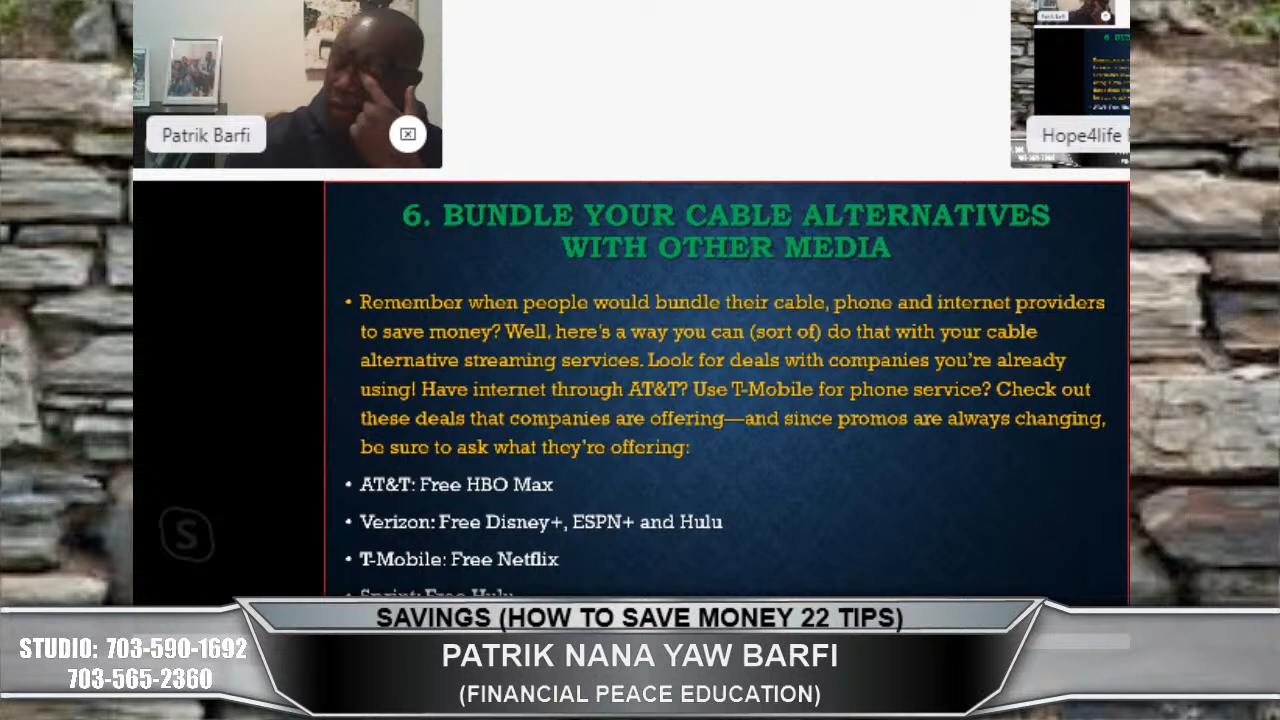 Patrik Barfi
Hope4life
6. BUNDLE YOUR CABLE ALTERNATIVES
WITH OTHER MEDIA
• Remember when people would bundle their cable, phone and internet providers
to save money? Well, here's a way you can (sort of) do that with your cable
alternative streaming services. Look for deals with companies you're already
using! Have internet through AT&T? Use T-Mobile for phone service? Check out
these deals that companies are offering—and since promos are always changing,
be sure to ask what they're offering:
• AT&T: Free HBO Max
• Verizon: Free Disney+, ESPN+ and Hulu
• T-Mobile: Free Netflix
• Sprint: Free Hulu
SAVINGS (HOW TO SAVE MONEY 22 TIPS)
STUDIO: 703-590-1692
703-565-2360
PATRIK NANA YAW BARFI
(FINANCIAL PEACE EDUCATION)